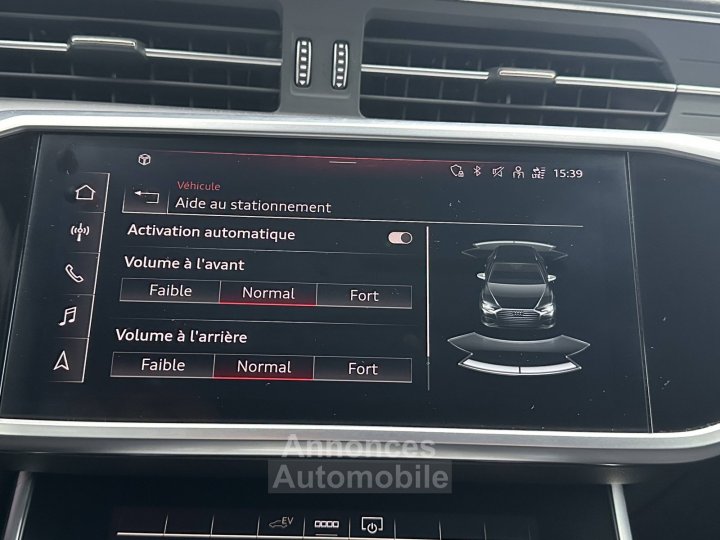 15:39
Véhicule
Aide au stationnement
Activation automatique
Volume à l'avant
Faible Normal Fort
Volume à l'arrière
Faible Normal Fort
Annonces
Automobile
EV